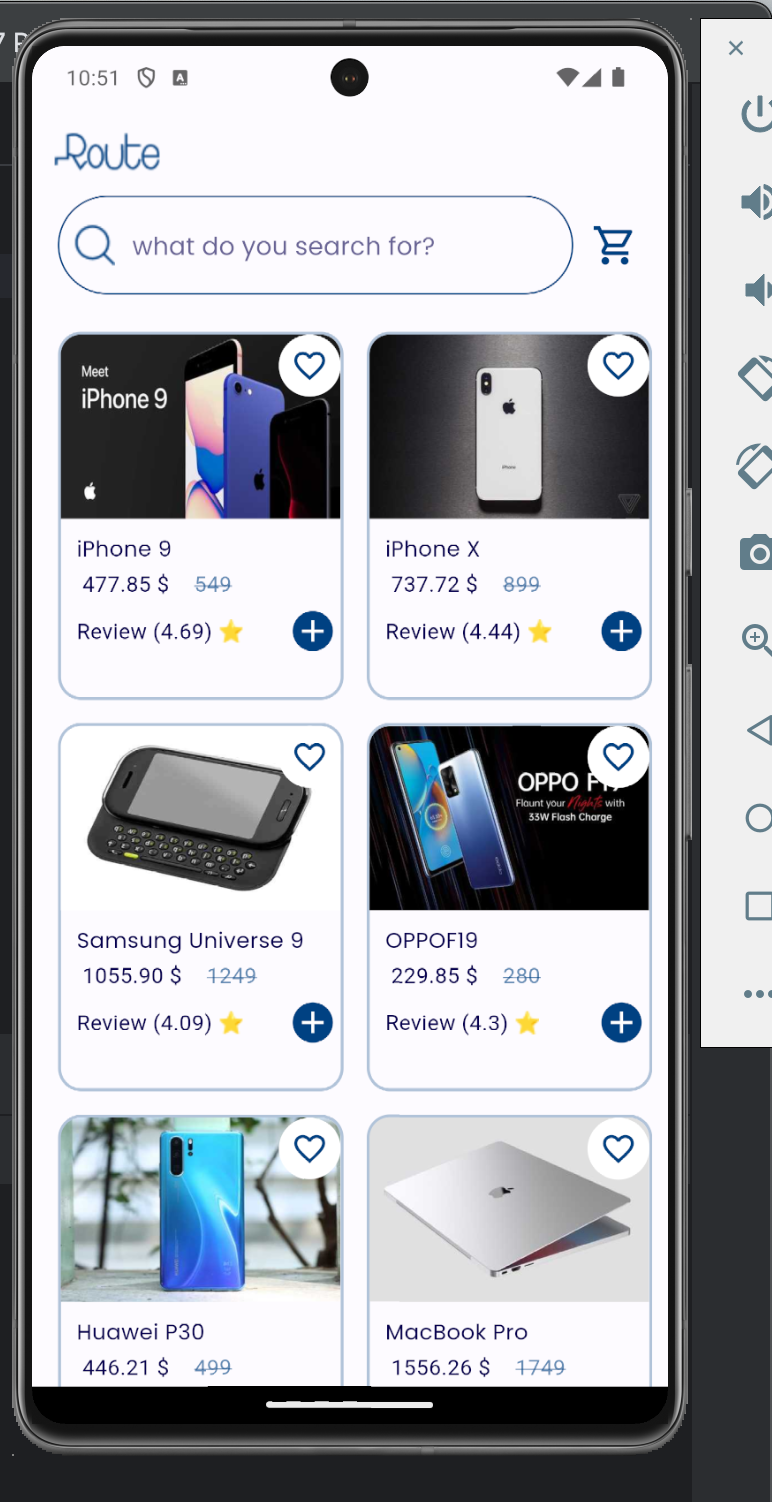 10:51
Route
what do you search for?
Meet
iPhone 9
iPhone 9
477.85 $ 549
Review (4.69) ⭐
iPhone X
737.72 $ 899
Review (4.44) ⭐
Samsung Universe 9
1055.90 $ 1249
Review (4.09) ⭐
OPPO F19
Flaunt your Nights with
33W Flash Charge
OPPOF19
229.85 $ 280
Review (4.3) ⭐
Huawei P30
446.21 $ 499
MacBook Pro
1556.26 $ 1749